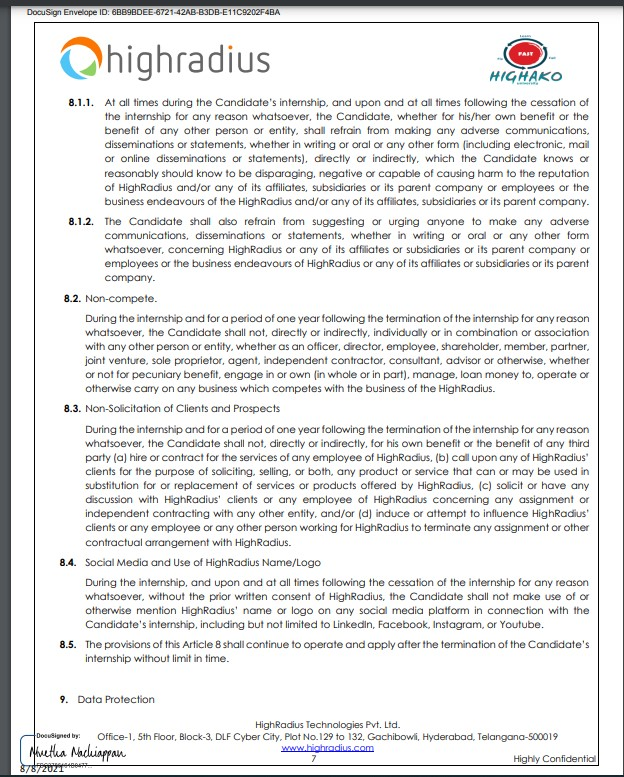 DocuSign Envelope ID: 6BB9BDEE-6721-42AB-B3DB-E11C9202F4BA
highradius
FAST
HIGHAKO
8.1.1. At all times during the Candidate's internship, and upon and at all times following the cessation of
the internship for any reason whatsoever, the Candidate, whether for his/her own benefit or the
benefit of any other person or entity, shall refrain from making any adverse communications,
disseminations or statements, whether in writing or oral or any other form (including electronic, mail
or online disseminations or statements), directly or indirectly, which the Candidate knows or
reasonably should know to be disparaging, negative or capable of causing harm to the reputation
of HighRadius and/or any of its affiliates, subsidiaries or its parent company or employees or the
business endeavours of the HighRadius and/or any of its affiliates, subsidiaries or its parent company.
8.1.2. The Candidate shall also refrain from suggesting or urging anyone to make any adverse
communications, disseminations or statements, whether in writing or oral or any other form
whatsoever, concerning HighRadius or any of its affiliates or subsidiaries or its parent company or
employees or the business endeavours of HighRadius or any of its affiliates or subsidiaries or its parent
company.
8.2. Non-compete.
During the internship and for a period of one year following the termination of the internship for any reason
whatsoever, the Candidate shall not, directly or indirectly, individually or in combination or association
with any other person or entity, whether as an officer, director, employee, shareholder, member, partner,
joint venture, sole proprietor, agent, independent contractor, consultant, advisor or otherwise, whether
or not for pecuniary benefit, engage in or own (in whole or in part), manage, loan money to, operate or
otherwise carry on any business which competes with the business of the HighRadius.
8.3. Non-Solicitation of Clients and Prospects
During the internship and for a period of one year following the termination of the internship for any reason
whatsoever, the Candidate shall not, directly or indirectly, for his own benefit or the benefit of any third
party (a) hire or contract for the services of any employee of HighRadius, (b) call upon any of HighRadius'
clients for the purpose of soliciting, selling, or both, any product or service that can or may be used in
substitution for or replacement of services or products offered by HighRadius, (c) solicit or have any
discussion with HighRadius' clients or any employee of HighRadius concerning any assignment or
independent contracting with any other entity, and/or (d) induce or attempt to influence HighRadius'
clients or any employee or any other person working for HighRadius to terminate any assignment or other
contractual arrangement with HighRadius.
8.4. Social Media and Use of HighRadius Name/Logo
During the internship, and upon and at all times following the cessation of the internship for any reason
whatsoever, without the prior written consent of HighRadius, the Candidate shall not make use of or
otherwise mention HighRadius' name or logo on any social media platform in connection with the
Candidate's internship, including but not limited to LinkedIn, Facebook, Instagram, or Youtube.
8.5. The provisions of this Article 8 shall continue to operate and apply after the termination of the Candidate's
internship without limit in time.
9. Data Protection
HighRadius Technologies Pvt. Ltd.
DocuSigned by:
Office-1, 5th Floor, Block-3, DLF Cyber City, Plot No.129 to 132, Gachibowli, Hyderabad, Telangana-500019
Nachiappan
www.highradius.com
7
Highly Confidential
8/8/2021